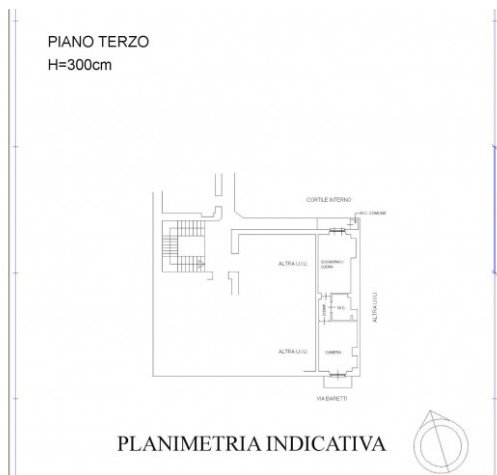 PIANO TERZO
H=300cm
CORTILE INTERNO
W.C. COMUNE
ALTRA U.I.U.
SOGGIORNO /
CUCINA
ALTRA U.I.U.
W.C.
ALTRA U.I.U.
CAMERA
VIA BARETTI
PLANIMETRIA INDICATIVA